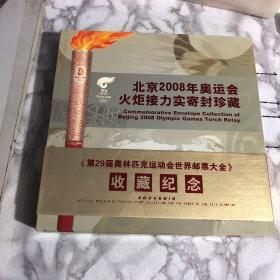 北京2008年奥运会
火炬接力实寄封珍藏
Commemorative Envelope Collection of
Beijing 2008 Olympic Games Torch Relay
《第29届奥林匹克运动会世界邮票大全》
收藏纪念
SOUVENIR